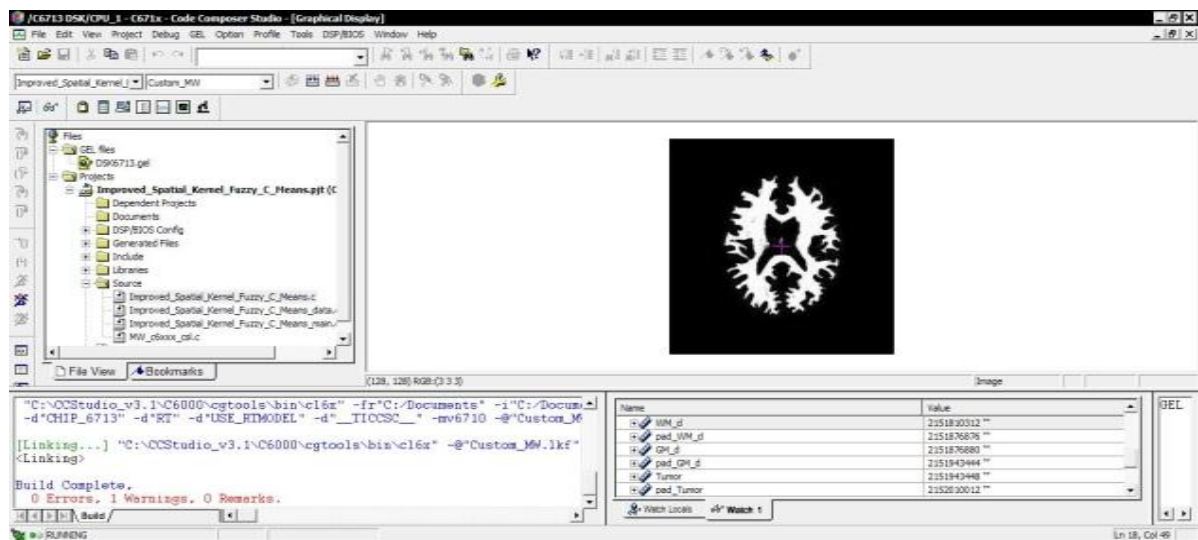 /C6713 DSK/CPU_1 - C671x - Code Composer Studio - [Graphical Display]
File Edit View Project Debug GEL Option Profile Tools DSP/BIOS Window Help
Improved_Spatial_Kernel_ Custom_MW
Files
GEL files
DSK6713.gel
Projects
Improved_Spatial_Kernel_Fuzzy_C_Means.pjt (C
Dependent Projects
Documents
DSP/BIOS Config
Generated Files
Include
Libraries
Source
Improved_Spatial_Kernel_Fuzzy_C_Means.c
Improved_Spatial_Kernel_Fuzzy_C_Means_data.
Improved_Spatial_Kernel_Fuzzy_C_Means_main.
MW_c6xxx_csl.c
File View Bookmarks
(128, 128) RGB:(3 3 3) Image
"C:\CCStudio_v3.1\C6000\cgtools\bin\cl6x" -fr"C:/Documents" -i"C:/Docum
-d"CHIP_6713" -d"RT" -d"USE_RTMODEL" -d"__TICCSC__" -mv6710 -@"Custom_M
[Linking...] "C:\CCStudio_v3.1\C6000\cgtools\bin\cl6x" -@"Custom_MW.lkf"
<Linking>
Build Complete,
0 Errors, 1 Warnings, 0 Remarks.
Build
Name Value
WM_d 2151810312 ""
pad_WM_d 2151876876 ""
GM_d 2151876880 ""
pad_GM_d 2151943444 ""
Tumor 2151943448 ""
pad_Tumor 2152010012 ""
Watch Locals Watch 1
GEL
RUNNING Ln 18, Col 49